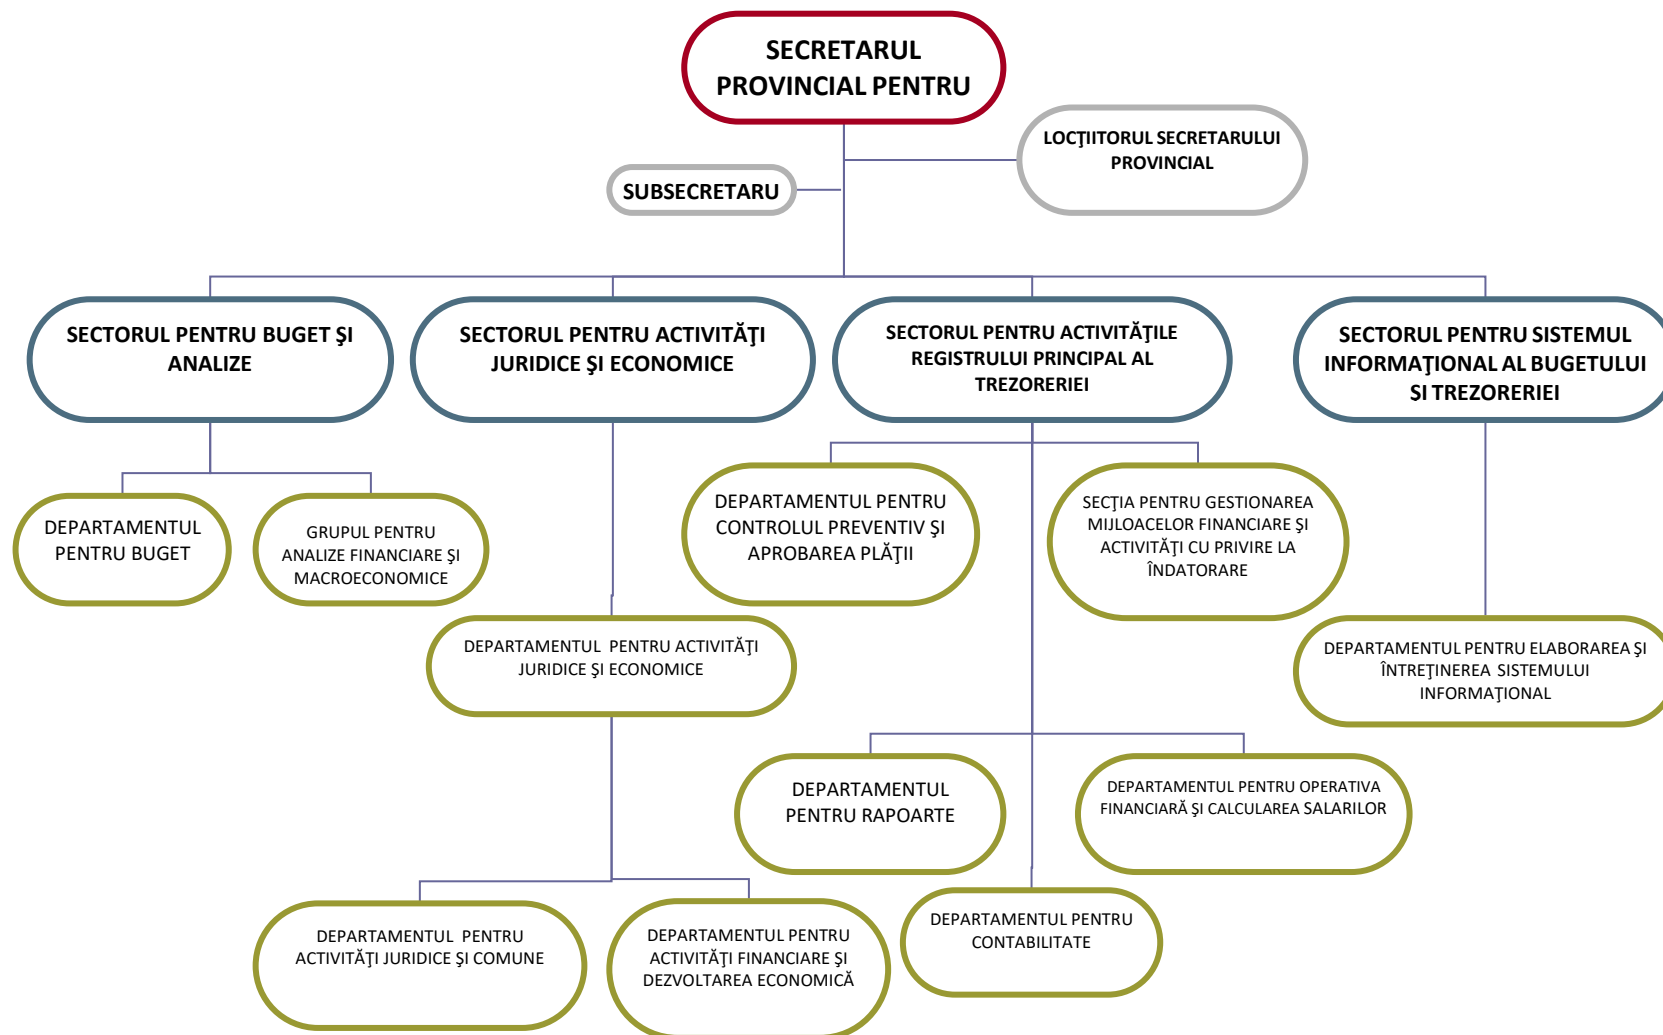 SECRETARUL
PROVINCIAL PENTRU
LOCŢIITORUL SECRETARULUI
PROVINCIAL
SUBSECRETARU
SECTORUL PENTRU BUGET ŞI
ANALIZE
SECTORUL PENTRU ACTIVITĂŢI
JURIDICE ŞI ECONOMICE
SECTORUL PENTRU ACTIVITĂŢILE
REGISTRULUI PRINCIPAL AL
TREZORERIEI
SECTORUL PENTRU SISTEMUL
INFORMAŢIONAL AL BUGETULUI
SI TREZORERIEI
DEPARTAMENTUL
PENTRU BUGET
GRUPUL PENTRU
ANALIZE FINANCIARE ŞI
MACROECONOMICE
DEPARTAMENTUL PENTRU
CONTROLUL PREVENTIV ŞI
APROBAREA PLĂŢII
SECŢIA PENTRU GESTIONAREA
MIJLOACELOR FINANCIARE ŞI
ACTIVITĂŢI CU PRIVIRE LA
ÎNDATORARE
DEPARTAMENTUL PENTRU ACTIVITĂŢI
JURIDICE ŞI ECONOMICE
DEPARTAMENTUL PENTRU ELABORAREA ŞI
ÎNTREŢINEREA SISTEMULUI
INFORMAŢIONAL
DEPARTAMENTUL
PENTRU RAPOARTE
DEPARTAMENTUL PENTRU OPERATIVA
FINANCIARĂ ŞI CALCULAREA SALARILOR
DEPARTAMENTUL PENTRU
CONTABILITATE
DEPARTAMENTUL PENTRU
ACTIVITĂŢI JURIDICE ŞI COMUNE
DEPARTAMENTUL PENTRU
ACTIVITĂŢI FINANCIARE ŞI
DEZVOLTAREA ECONOMICĂ